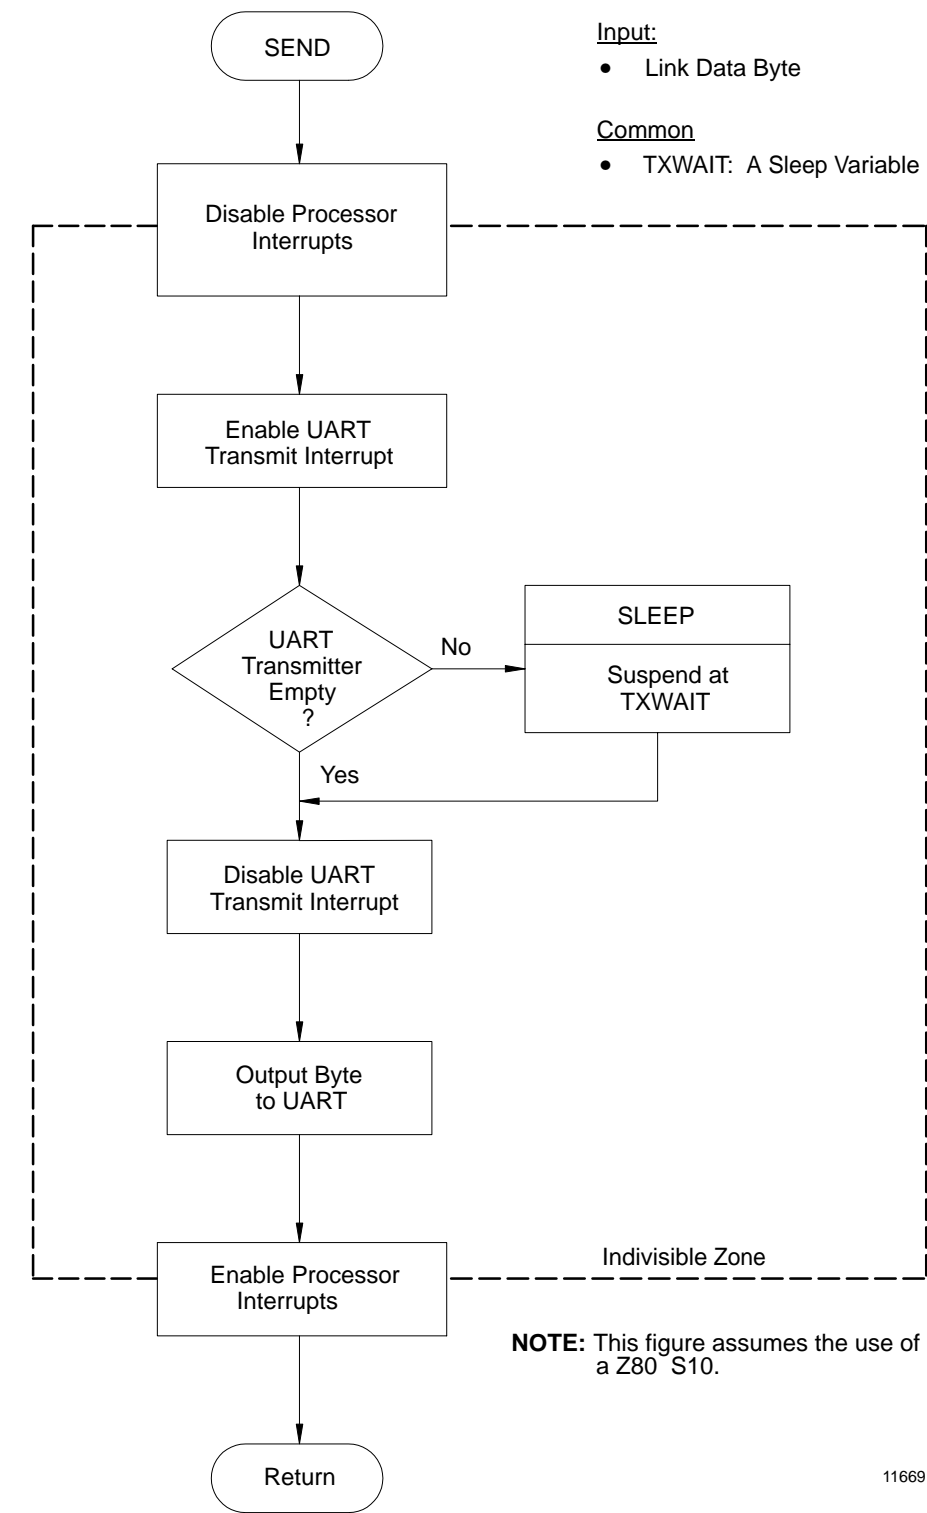 SEND
Input:
• Link Data Byte
Common
• TXWAIT: A Sleep Variable
Disable Processor
Interrupts
Enable UART
Transmit Interrupt
UART
Transmitter
Empty
?
No
SLEEP
Suspend at
TXWAIT
Yes
Disable UART
Transmit Interrupt
Output Byte
to UART
Indivisible Zone
Enable Processor
Interrupts
NOTE: This figure assumes the use of
a Z80 S10.
Return
11669